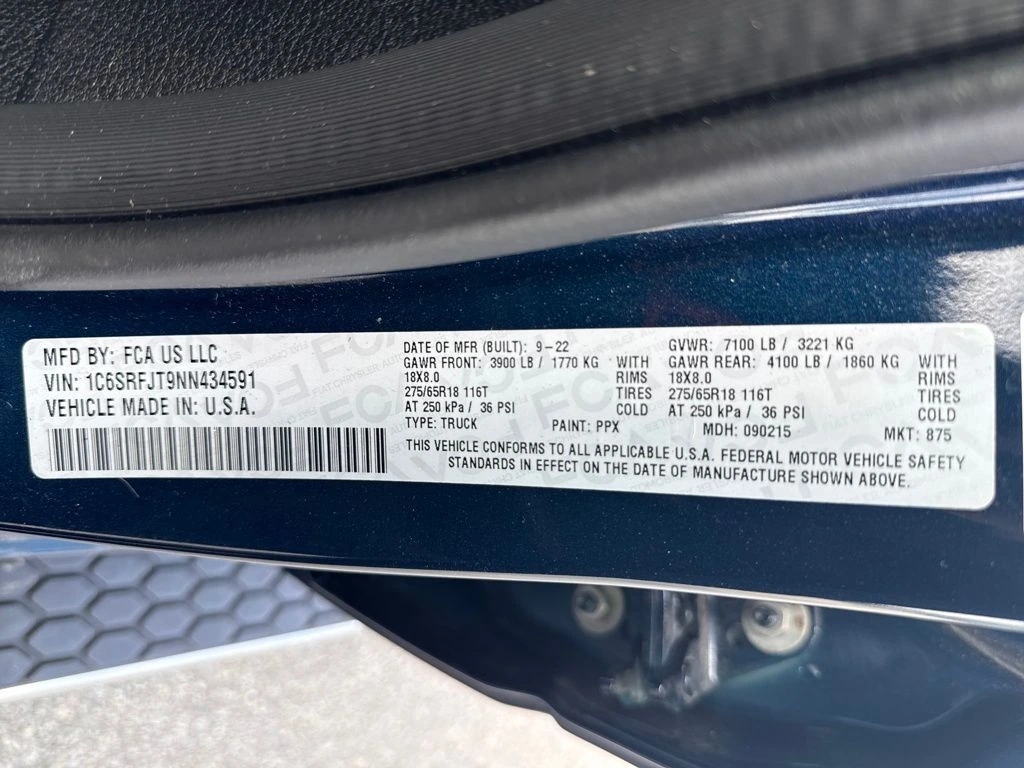 MFD BY: FCA US LLC
VIN: 1C6SRFJT9NN434591
VEHICLE MADE IN: U.S.A.
DATE OF MFR (BUILT): 9-22 GVWR: 7100 LB / 3221 KG
GAWR FRONT: 3900 LB / 1770 KG WITH GAWR REAR: 4100 LB / 1860 KG WITH
18X8.0 RIMS 18X8.0 RIMS
275/65R18 116T TIRES 275/65R18 116T TIRES
AT 250 kPa / 36 PSI COLD AT 250 kPa / 36 PSI COLD
TYPE: TRUCK PAINT: PPX MDH: 090215 MKT: 875
THIS VEHICLE CONFORMS TO ALL APPLICABLE U.S.A. FEDERAL MOTOR VEHICLE SAFETY
STANDARDS IN EFFECT ON THE DATE OF MANUFACTURE SHOWN ABOVE.